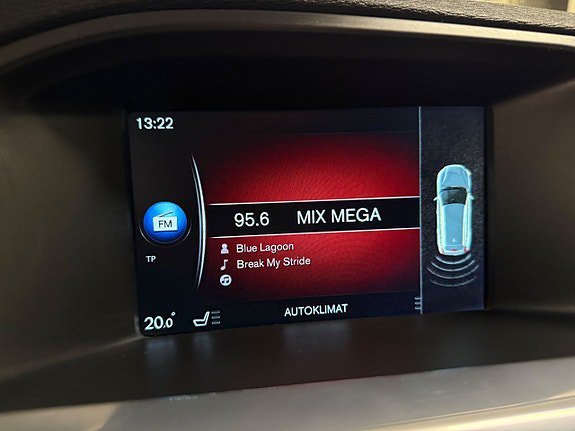 13:22
FM
TP
95.6 MIX MEGA
Blue Lagoon
Break My Stride
20.0°
AUTOKLIMAT